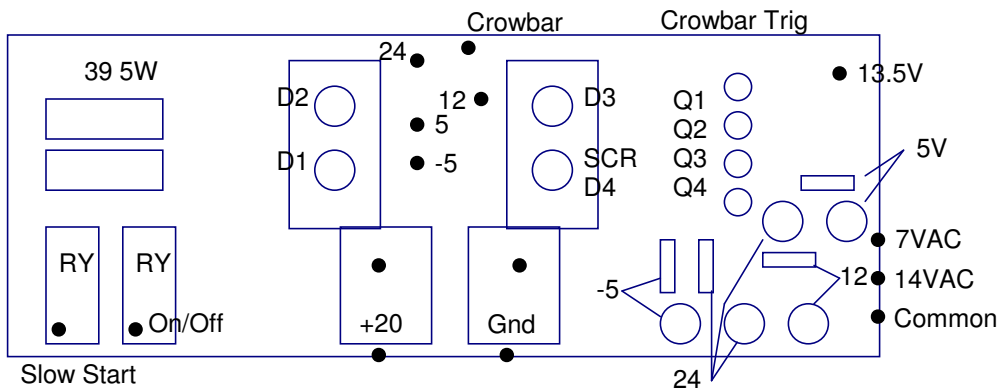 Crowbar
Crowbar Trig
24
39 5W
13.5V
D2
12
D3
Q1
5
Q2
5V
D1
-5
SCR
Q3
D4
Q4
7VAC
RY
RY
-5
12
14VAC
On/Off
+20
Gnd
Common
Slow Start
24